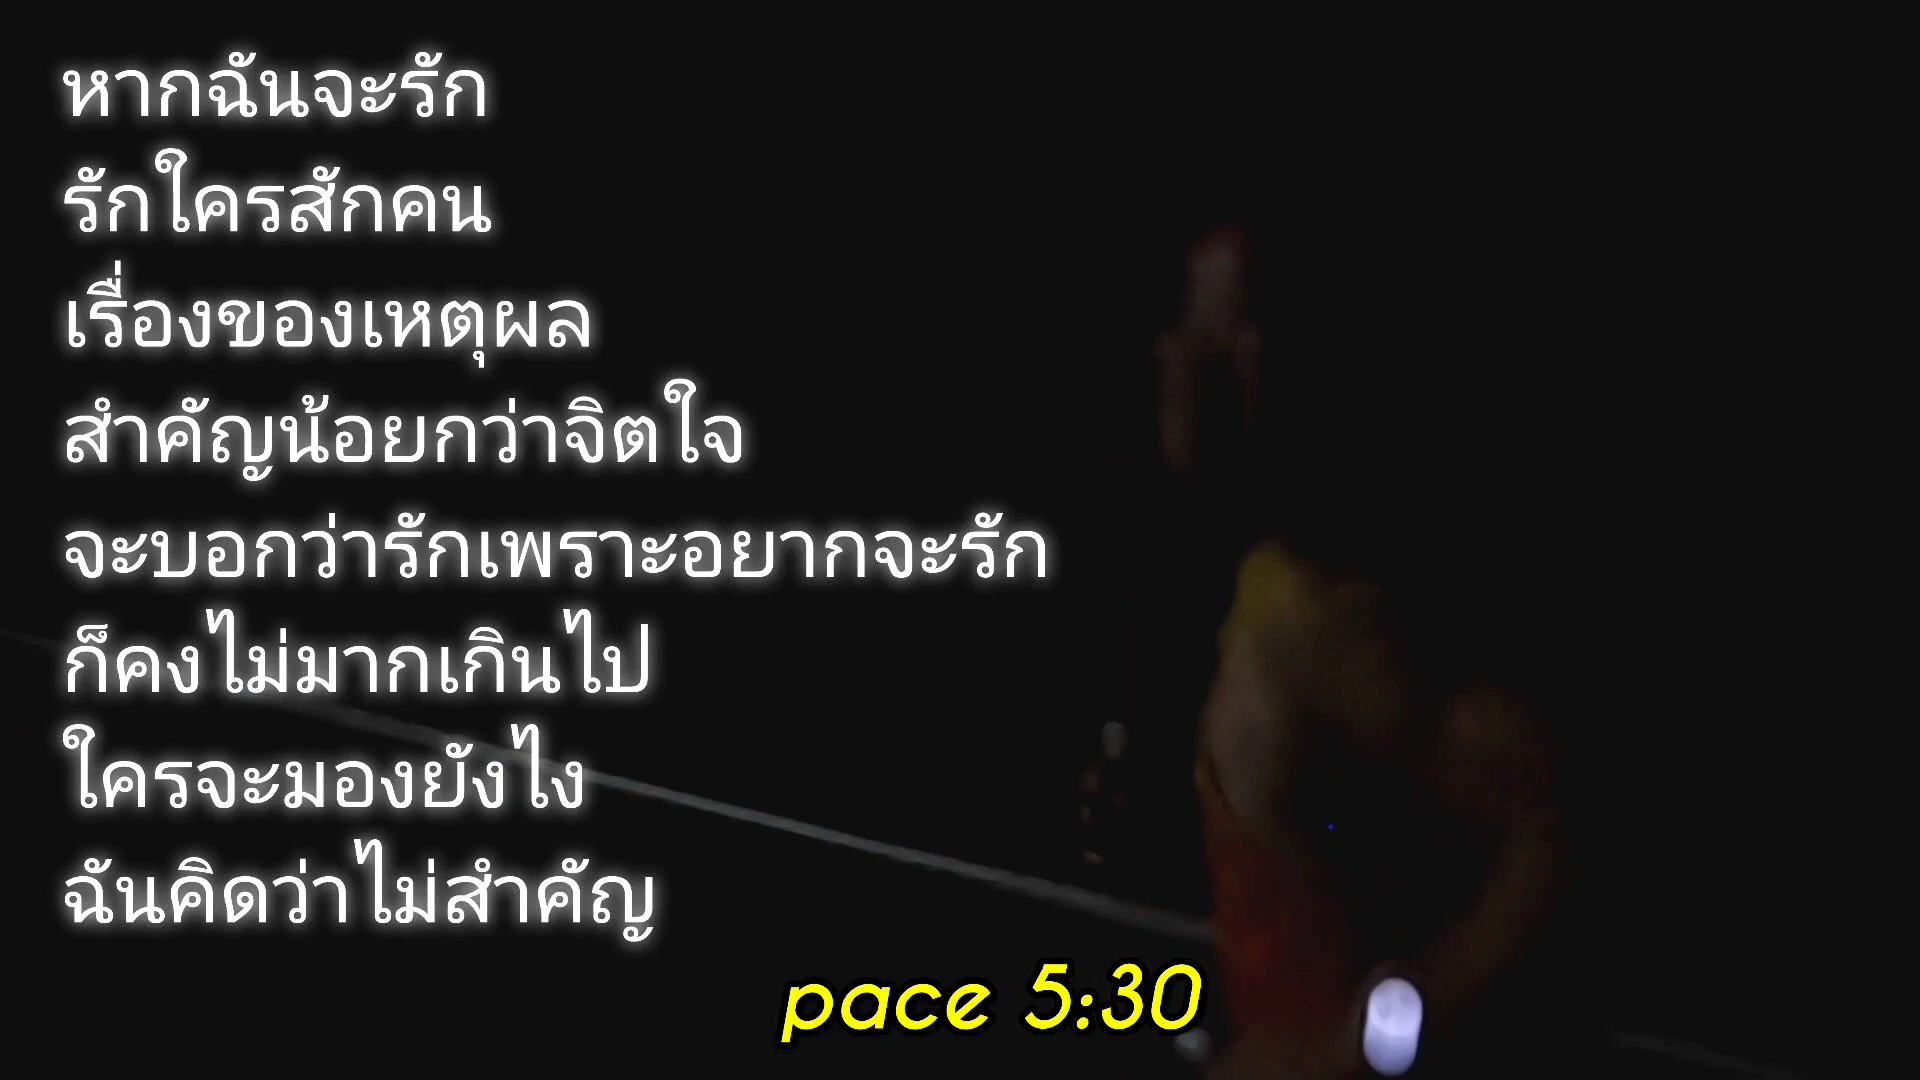 หากฉันจะรัก
รักใครสักคน
เรื่องของเหตุผล
สำคัญน้อยกว่าจิตใจ
จะบอกว่ารักเพราะอยากจะรัก
ก็คงไม่มากเกินไป
ใครจะมองยังไง
ฉันคิดว่าไม่สำคัญ
pace 5:30